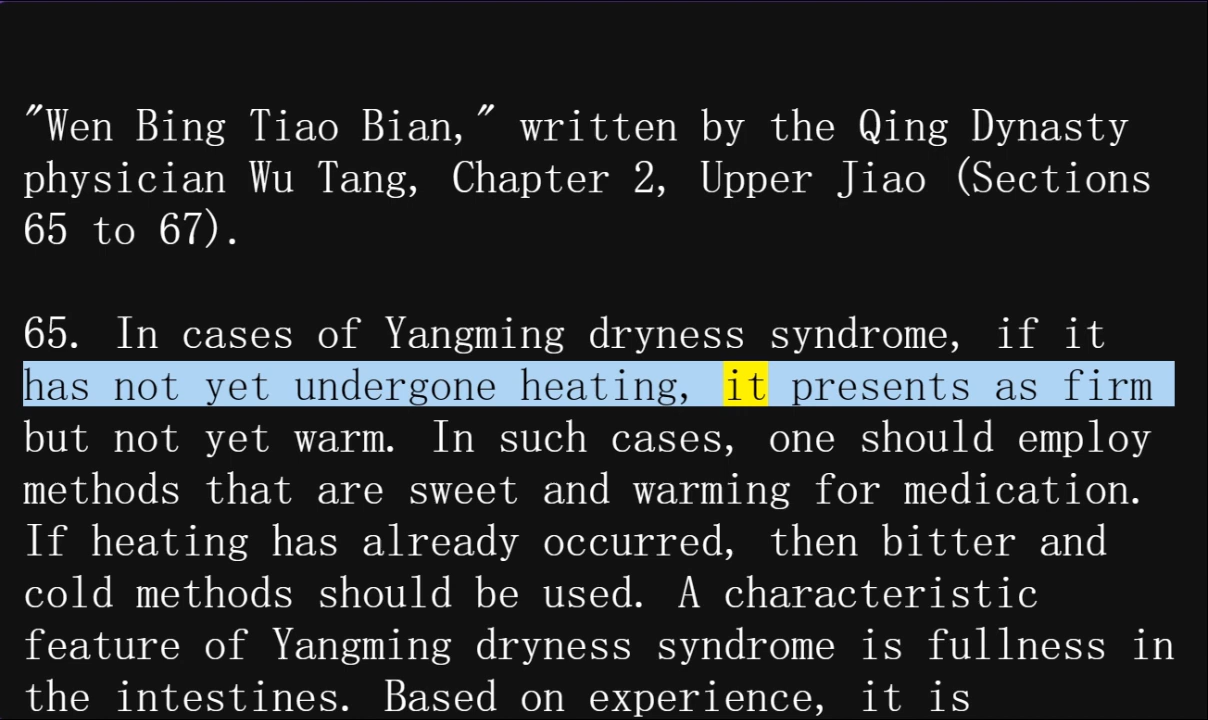 "Wen Bing Tiao Bian," written by the Qing Dynasty
physician Wu Tang, Chapter 2, Upper Jiao (Sections
65 to 67).
65. In cases of Yangming dryness syndrome, if it
has not yet undergone heating, it presents as firm
but not yet warm. In such cases, one should employ
methods that are sweet and warming for medication.
If heating has already occurred, then bitter and
cold methods should be used. A characteristic
feature of Yangming dryness syndrome is fullness in
the intestines. Based on experience, it is